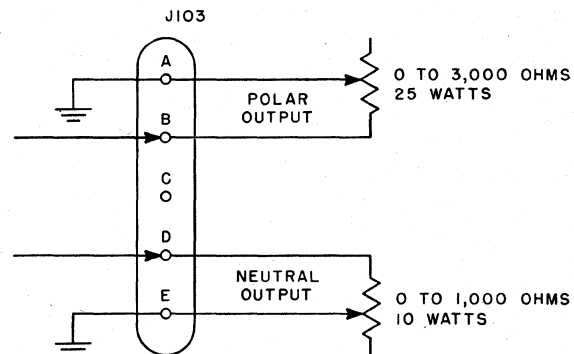 J103
A
POLAR
OUTPUT
0 TO 3,000 OHMS
25 WATTS
B
C
D
NEUTRAL
OUTPUT
E
0 TO 1,000 OHMS
10 WATTS